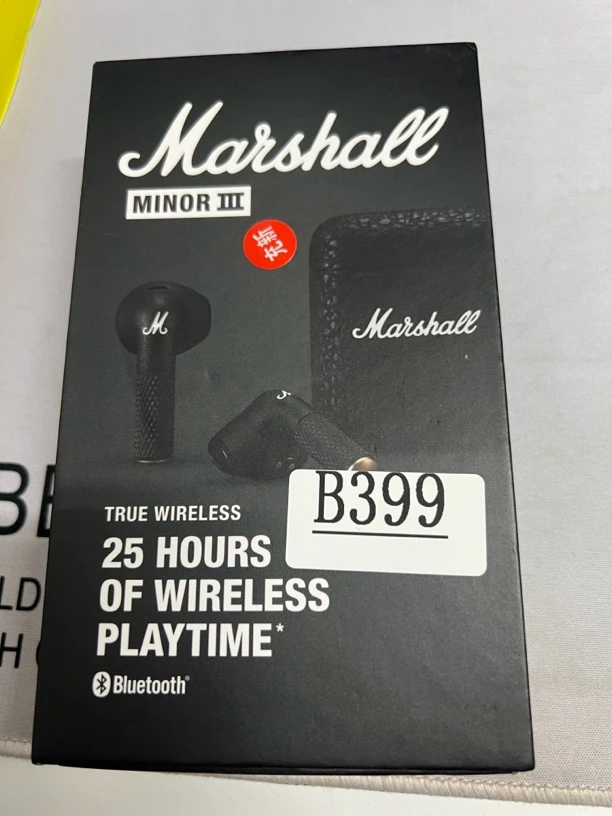 Marshall
MINOR III
Marshall
M
TRUE WIRELESS
B399
25 HOURS
OF WIRELESS
PLAYTIME*
Bluetooth®